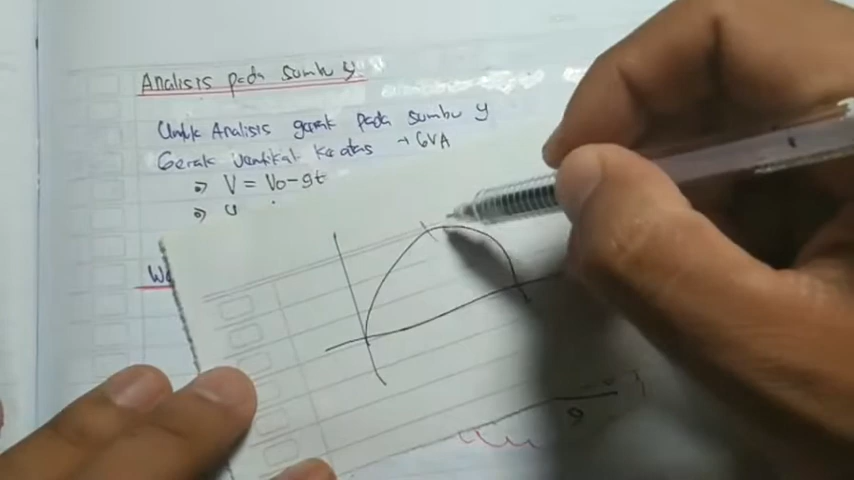 Analisis pada Sumbu y
Untuk Analisis gerak pada sumbu y
Gerak Vertikal Ke atas → GVA
⇒ V = Vo - gt
⇒
g